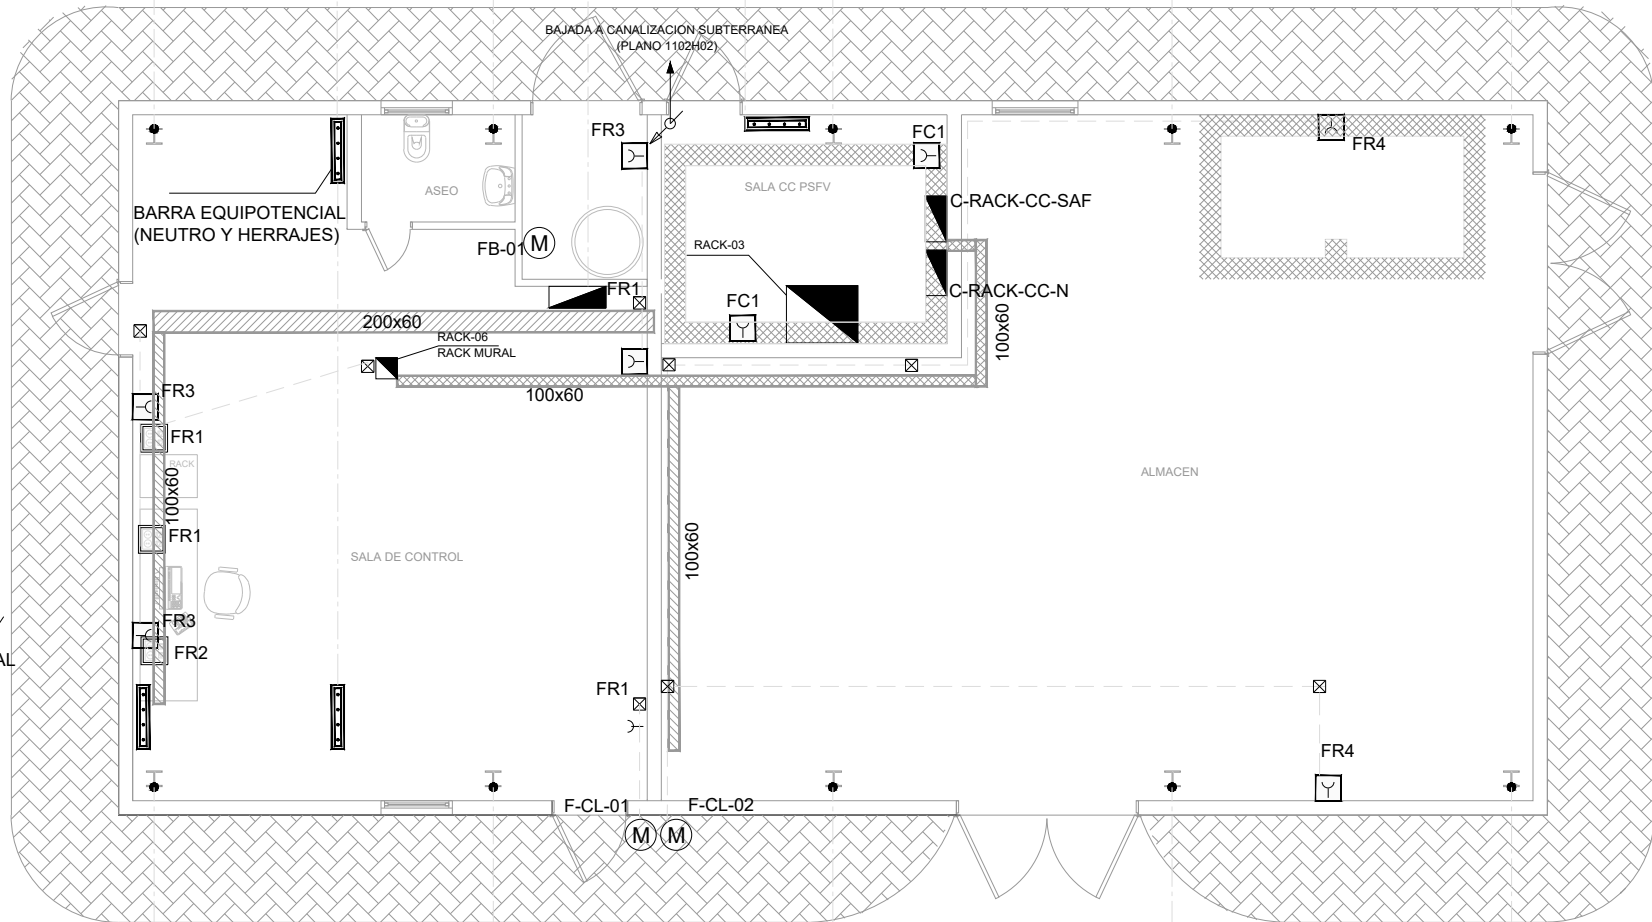 BAJADA A CANALIZACION SUBTERRANEA
(PLANO 1102H02)
FR3
FC1
FR4
ASEO
SALA CC PSFV
C-RACK-CC-SAF
BARRA EQUIPOTENCIAL
(NEUTRO Y HERRAJES)
FB-01
M
RACK-03
FR1
C-RACK-CC-N
FC1
200x60
RACK-06
RACK MURAL
100x60
100x60
FR3
FR1
RACK
100x60
ALMACEN
FR1
SALA DE CONTROL
100x60
FR3
FR2
AL
FR1
FR4
F-CL-01
F-CL-02
M
M